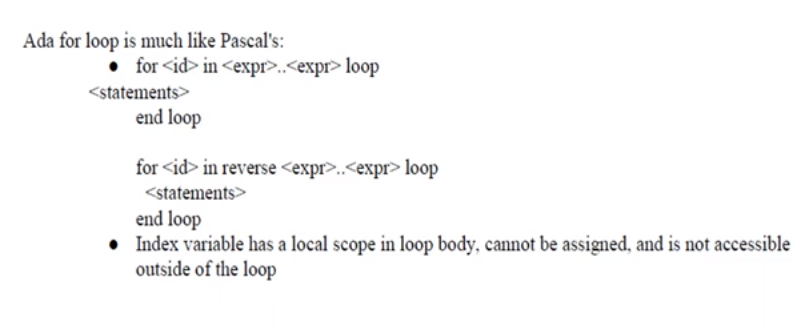 Ada for loop is much like Pascal's:
● for <id> in <expr>..<expr> loop
<statements>
end loop
for <id> in reverse <expr>..<expr> loop
<statements>
end loop
● Index variable has a local scope in loop body, cannot be assigned, and is not accessible
outside of the loop